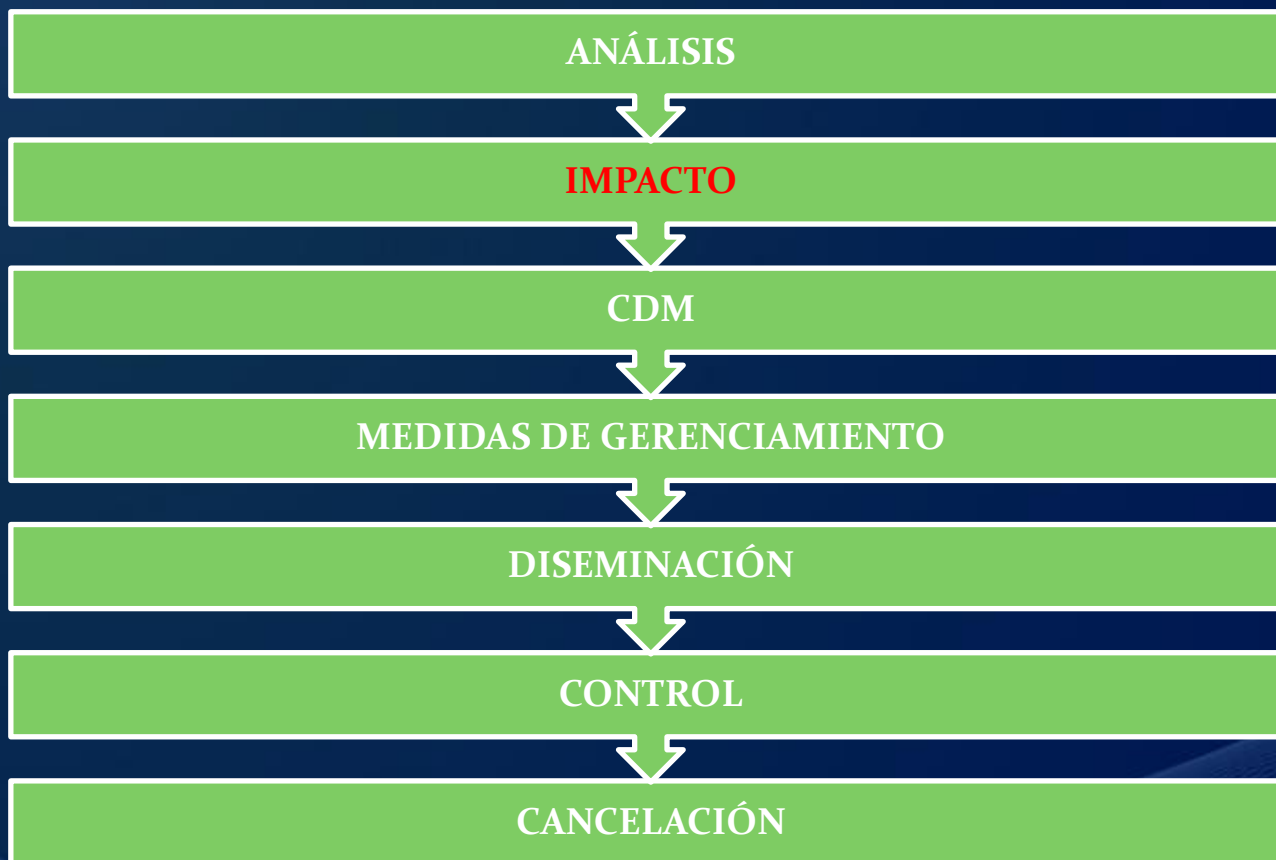 ANÁLISIS
IMPACTO
CDM
MEDIDAS DE GERENCIAMIENTO
DISEMINACIÓN
CONTROL
CANCELACIÓN